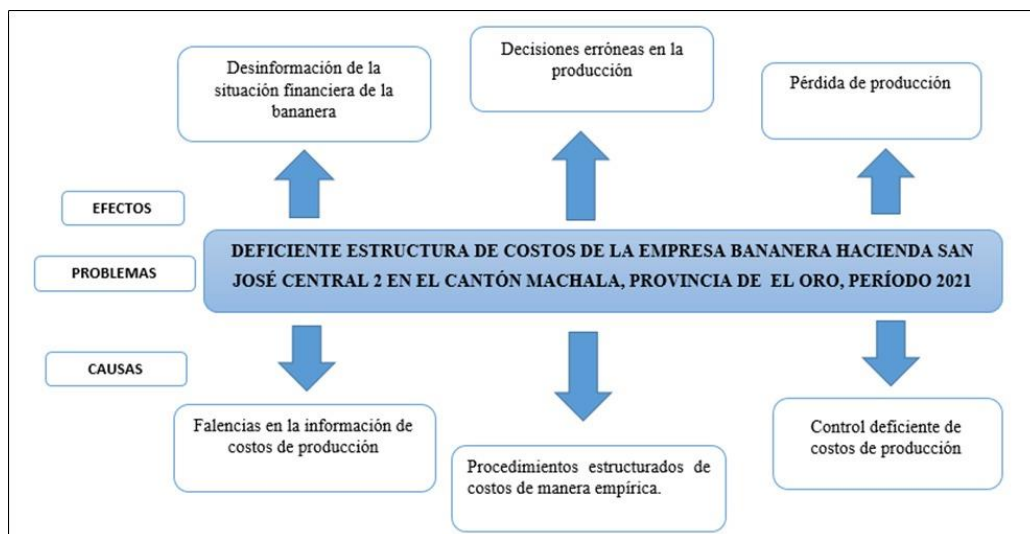 Desinformación de la
situación financiera de la
bananera
Decisiones erróneas en la
producción
Pérdida de producción
EFECTOS
PROBLEMAS
DEFICIENTE ESTRUCTURA DE COSTOS DE LA EMPRESA BANANERA HACIENDA SAN
JOSÉ CENTRAL 2 EN EL CANTÓN MACHALA, PROVINCIA DE EL ORO, PERÍODO 2021
CAUSAS
Falencias en la información de
costos de producción
Procedimientos estructurados de
costos de manera empírica.
Control deficiente de
costos de producción